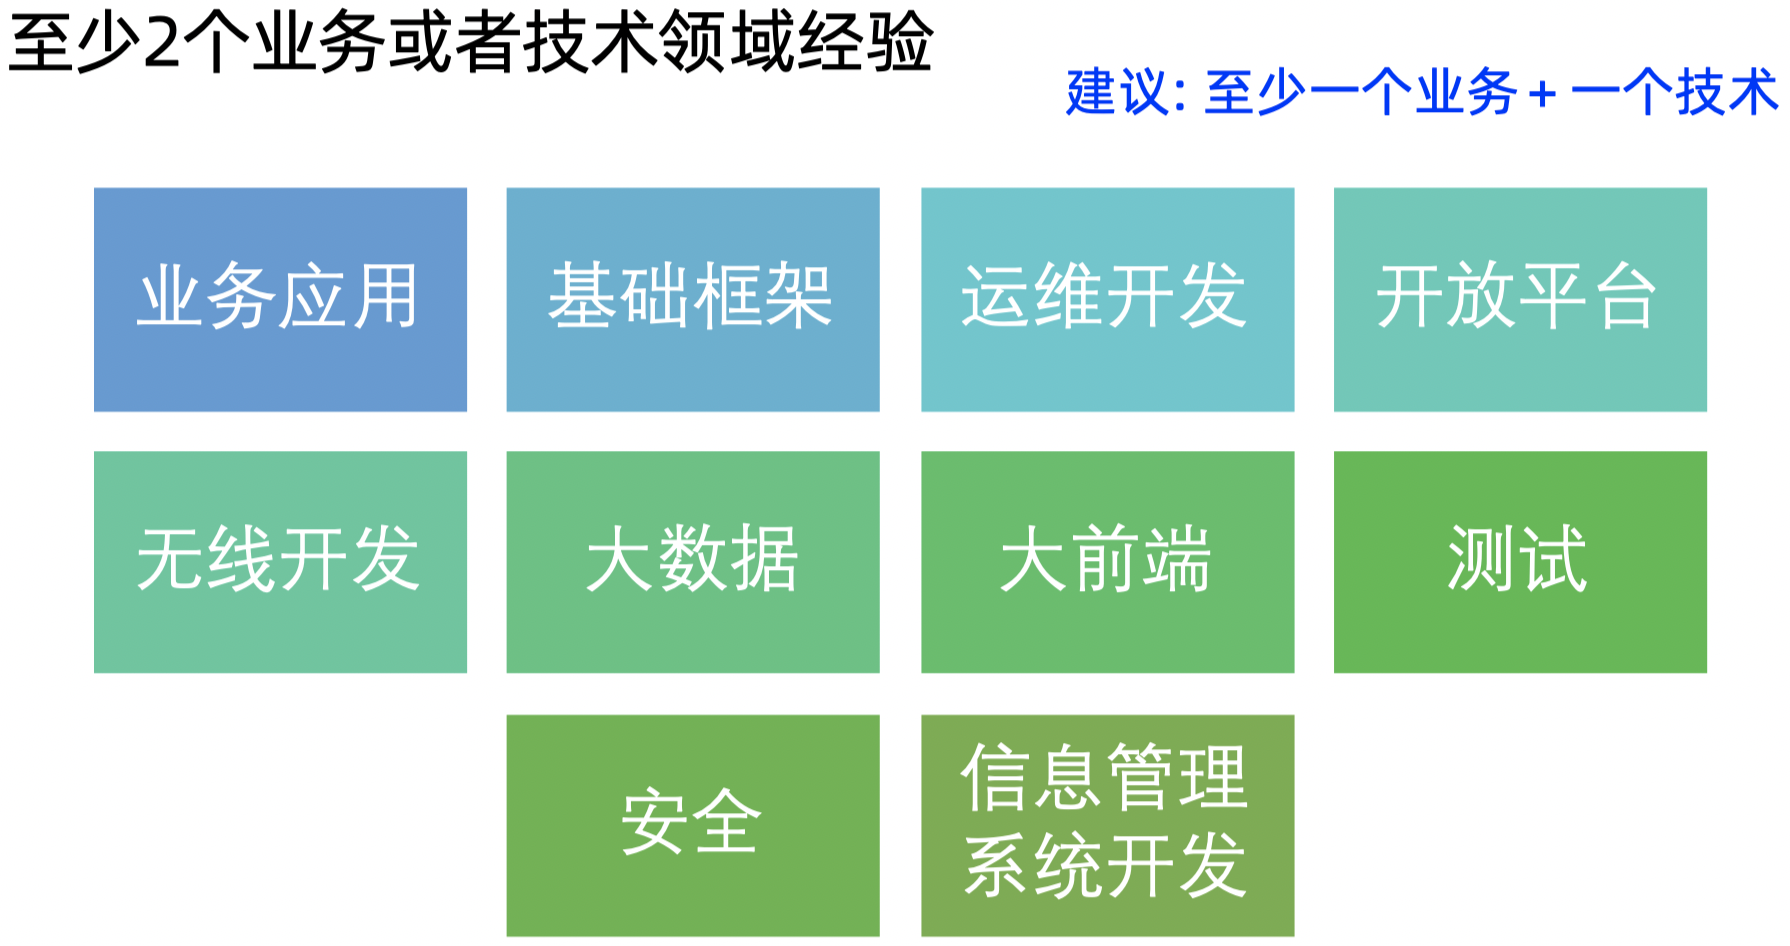 至少2个业务或者技术领域经验
建议: 至少一个业务 + 一个技术
业务应用
基础框架
运维开发
开放平台
无线开发
大数据
大前端
测试
安全
信息管理
系统开发